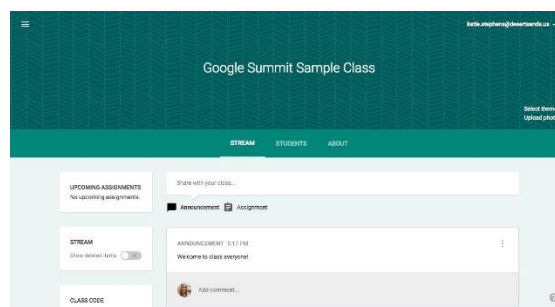 katie.stephens@desertsands.us
Google Summit Sample Class
Select theme
Upload photo
STREAM STUDENTS ABOUT
UPCOMING ASSIGNMENTS
No upcoming assignments.
Share with your class...
Announcement Assignment
STREAM
Show deleted items
ANNOUNCEMENT 5:17 PM
Welcome to class everyone!
Add comment...
CLASS CODE